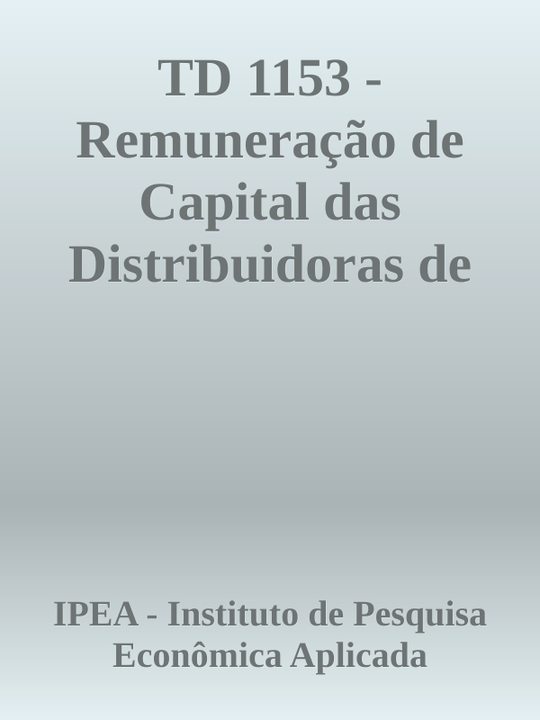 TD 1153 -
Remuneração de
Capital das
Distribuidoras de
IPEA - Instituto de Pesquisa
Econômica Aplicada